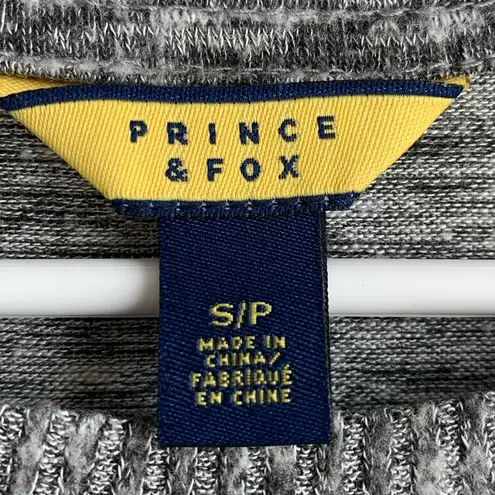 PRINCE
& FOX
S/P
MADE IN
CHINA/
FABRIQUÉ
EN CHINE